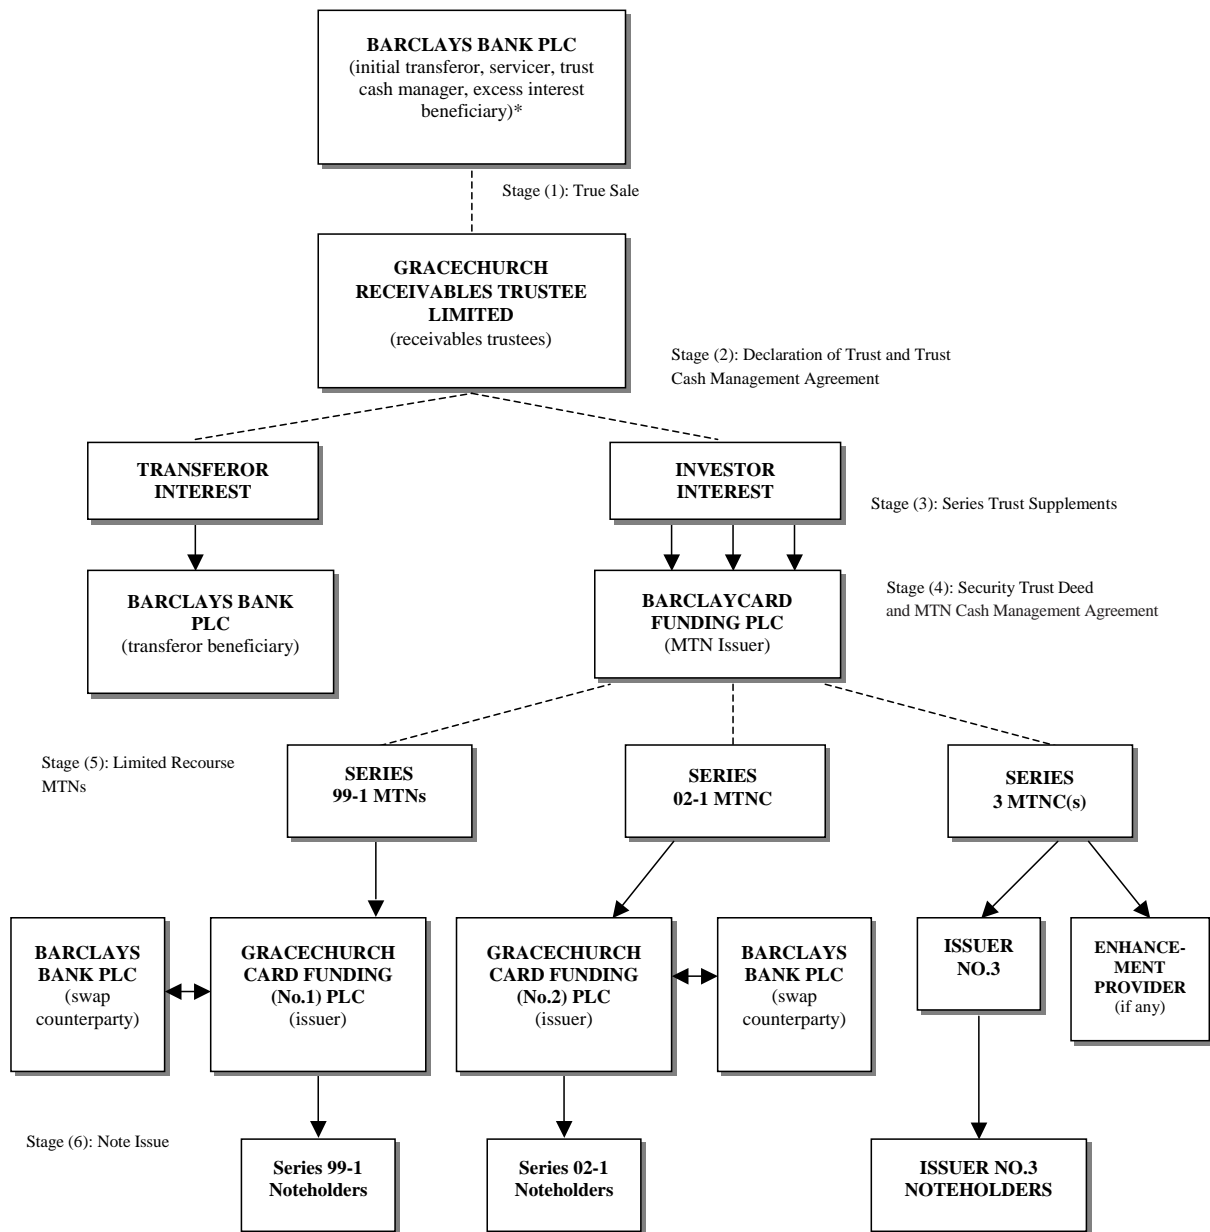 BARCLAYS BANK PLC
(initial transferor, servicer, trust
cash manager, excess interest
beneficiary)*
Stage (1): True Sale
GRACECHURCH
RECEIVABLES TRUSTEE
LIMITED
(receivables trustees)
Stage (2): Declaration of Trust and Trust
Cash Management Agreement
TRANSFEROR
INTEREST
INVESTOR
INTEREST
Stage (3): Series Trust Supplements
BARCLAYS BANK
PLC
(transferor beneficiary)
BARCLAYCARD
FUNDING PLC
(MTN Issuer)
Stage (4): Security Trust Deed
and MTN Cash Management Agreement
Stage (5): Limited Recourse
MTNs
SERIES
99-1 MTNs
SERIES
02-1 MTNC
SERIES
3 MTNC(s)
BARCLAYS
BANK PLC
(swap
counterparty)
GRACECHURCH
CARD FUNDING
(No.1) PLC
(issuer)
GRACECHURCH
CARD FUNDING
(No.2) PLC
(issuer)
BARCLAYS
BANK PLC
(swap
counterparty)
ISSUER
NO.3
ENHANCE-
MENT
PROVIDER
(if any)
Stage (6): Note Issue
Series 99-1
Noteholders
Series 02-1
Noteholders
ISSUER NO.3
NOTEHOLDERS